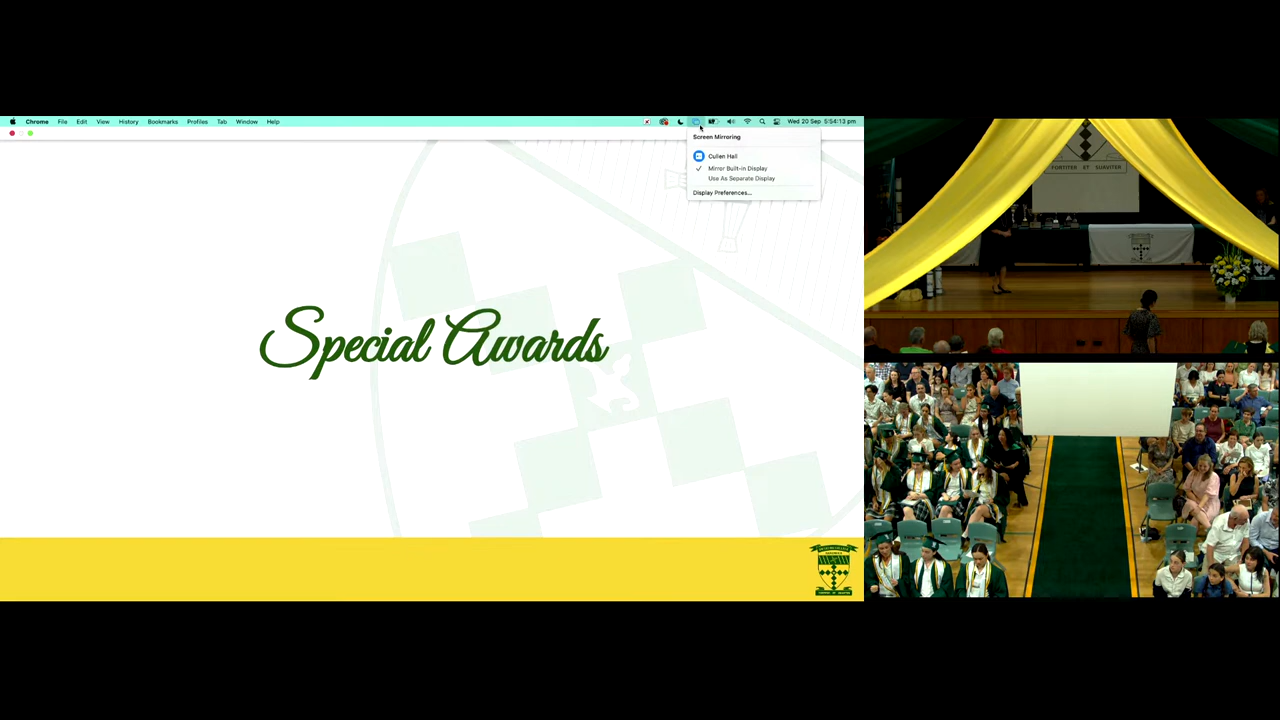 Chrome File Edit View History Bookmarks Profiles Tab Window Help Wed 20 Sep 5:54:13 pm
Screen Mirroring
Cullen Hall
Mirror Built-in Display
Use As Separate Display
Display Preferences...
Special Awards
FORTITER ET SUAVITER